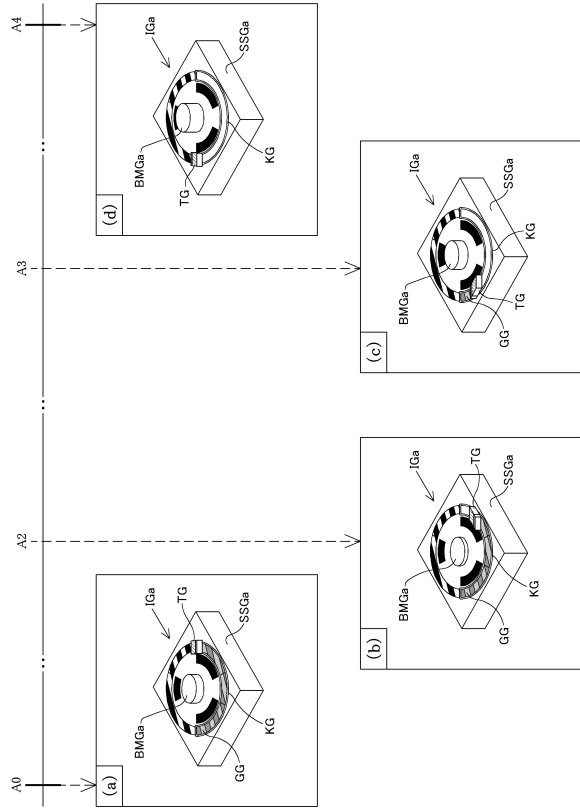 A0
A2
A3
A4
...
...
...
(a)
BMGa
IGa
TG
SSGa
KG
GG
(b)
BMGa
IGa
TG
SSGa
KG
GG
(c)
BMGa
IGa
SSGa
KG
TG
GG
(d)
BMGa
IGa
TG
SSGa
KG